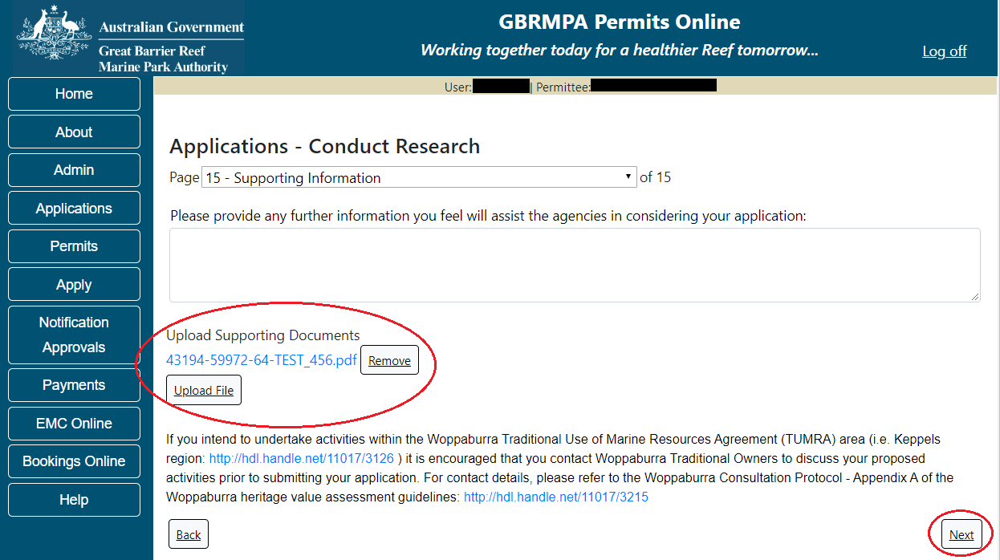 Australian Government
Great Barrier Reef
Marine Park Authority
GBRMPA Permits Online
Working together today for a healthier Reef tomorrow...
Log off
Home
About
Admin
Applications
Permits
Apply
Notification
Approvals
Payments
EMC Online
Bookings Online
Help
User: | Permittee:
Applications - Conduct Research
Page 15 - Supporting Information of 15
Please provide any further information you feel will assist the agencies in considering your application:
Upload Supporting Documents
43194-59972-64-TEST_456.pdf Remove
Upload File
If you intend to undertake activities within the Woppaburra Traditional Use of Marine Resources Agreement (TUMRA) area (i.e. Keppels
region: http://hdl.handle.net/11017/3126 ) it is encouraged that you contact Woppaburra Traditional Owners to discuss your proposed
activities prior to submitting your application. For contact details, please refer to the Woppaburra Consultation Protocol - Appendix A of the
Woppaburra heritage value assessment guidelines: http://hdl.handle.net/11017/3215
Back
Next